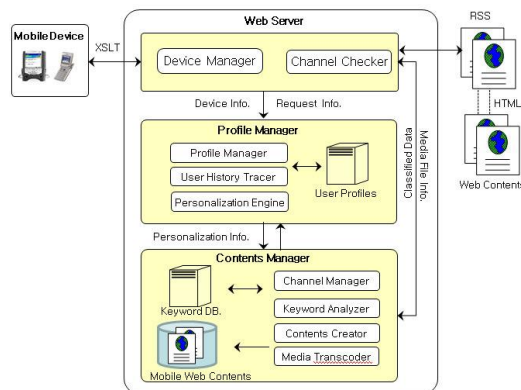 Web Server
Mobile Device
XSLT
Device Manager
Channel Checker
RSS
HTML
Web Contents
Device Info.
Request Info.
Classified Data
Media File Info.
Profile Manager
Profile Manager
User History Tracer
Personalization Engine
User Profiles
Personalization Info.
Contents Manager
Keyword DB.
Channel Manager
Keyword Analyzer
Contents Creator
Media Transcoder
Mobile Web Contents